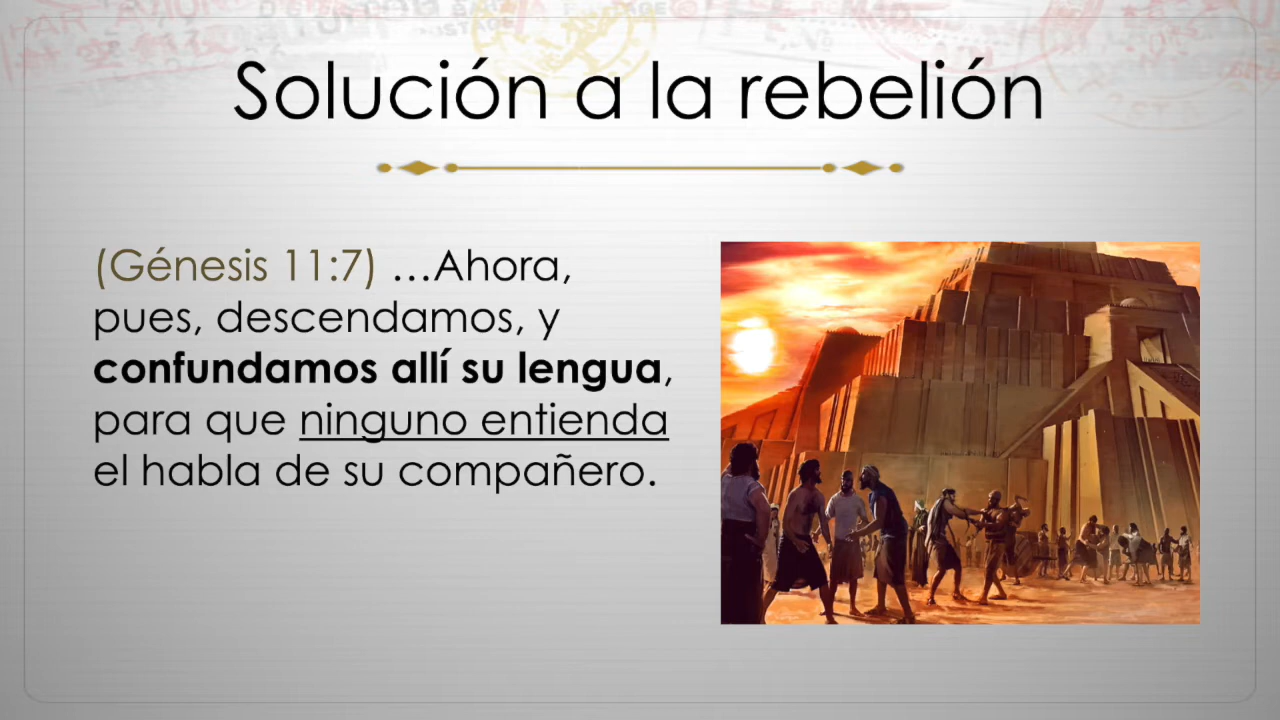 Solución a la rebelión
(Génesis 11:7) …Ahora,
pues, descendamos, y
confundamos allí su lengua,
para que ninguno entienda
el habla de su compañero.